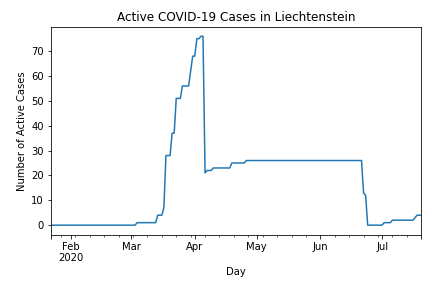 Active COVID-19 Cases in Liechtenstein
Number of Active Cases
70
60
50
40
30
20
10
0
Feb Mar Apr May Jun Jul
2020
Day